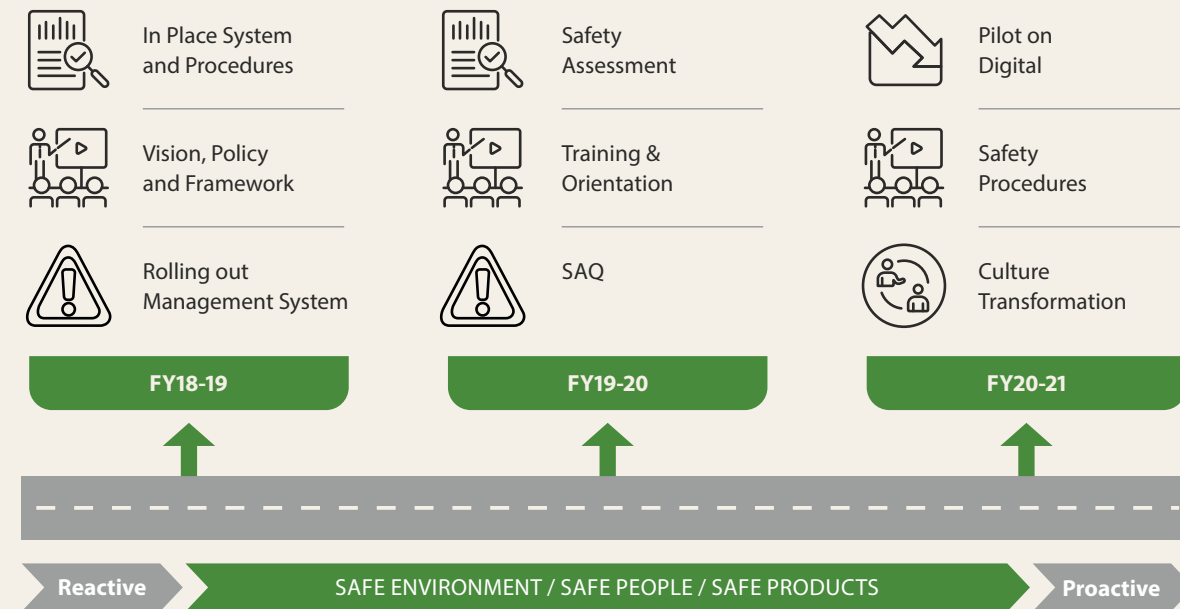 In Place System
and Procedures
Vision, Policy
and Framework
Rolling out
Management System
FY18-19
Safety
Assessment
Training &
Orientation
SAQ
FY19-20
Pilot on
Digital
Safety
Procedures
Culture
Transformation
FY20-21
Reactive
SAFE ENVIRONMENT / SAFE PEOPLE / SAFE PRODUCTS
Proactive